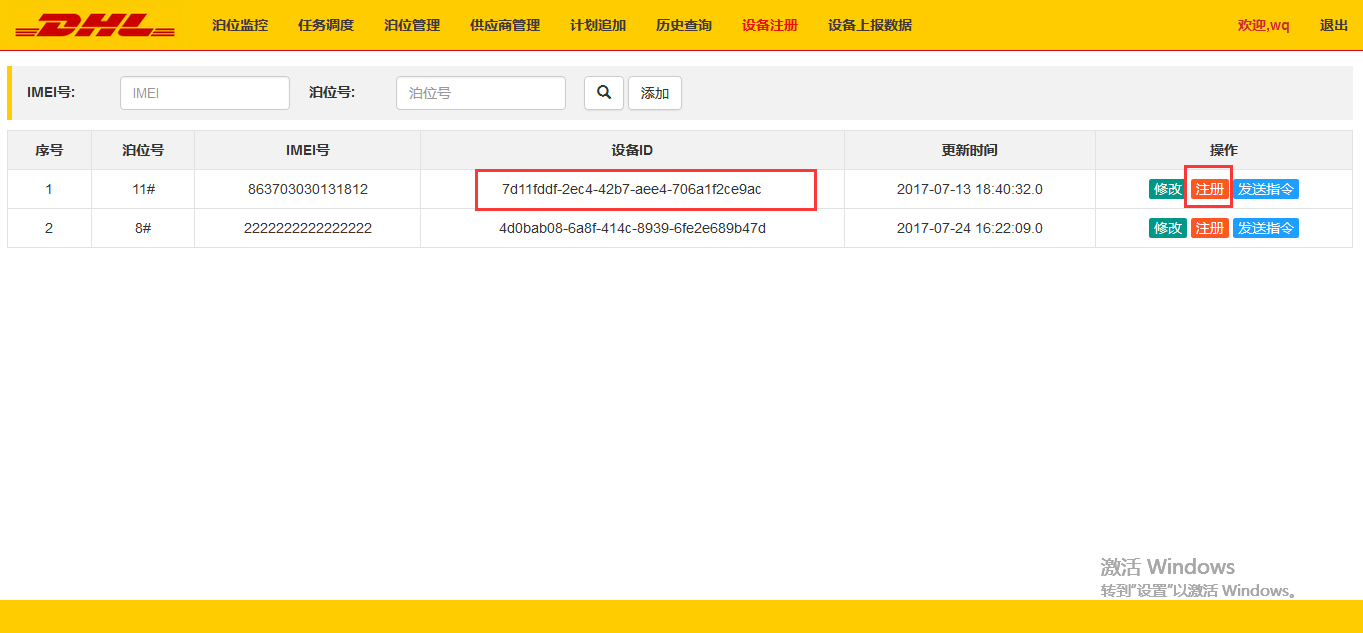 DHL 泊位监控 任务调度 泊位管理 供应商管理 计划追加 历史查询 设备注册 设备上报数据 欢迎,wq 退出
IMEI号: IMEI 泊位号: 泊位号 添加
序号 泊位号 IMEI号 设备ID 更新时间 操作
1 11# 863703030131812 7d11fddf-2ec4-42b7-aee4-706a1f2ce9ac 2017-07-13 18:40:32.0 修改 注册 发送指令
2 8# 2222222222222222 4d0bab08-6a8f-414c-8939-6fe2e689b47d 2017-07-24 16:22:09.0 修改 注册 发送指令
激活 Windows
转到"设置"以激活 Windows。